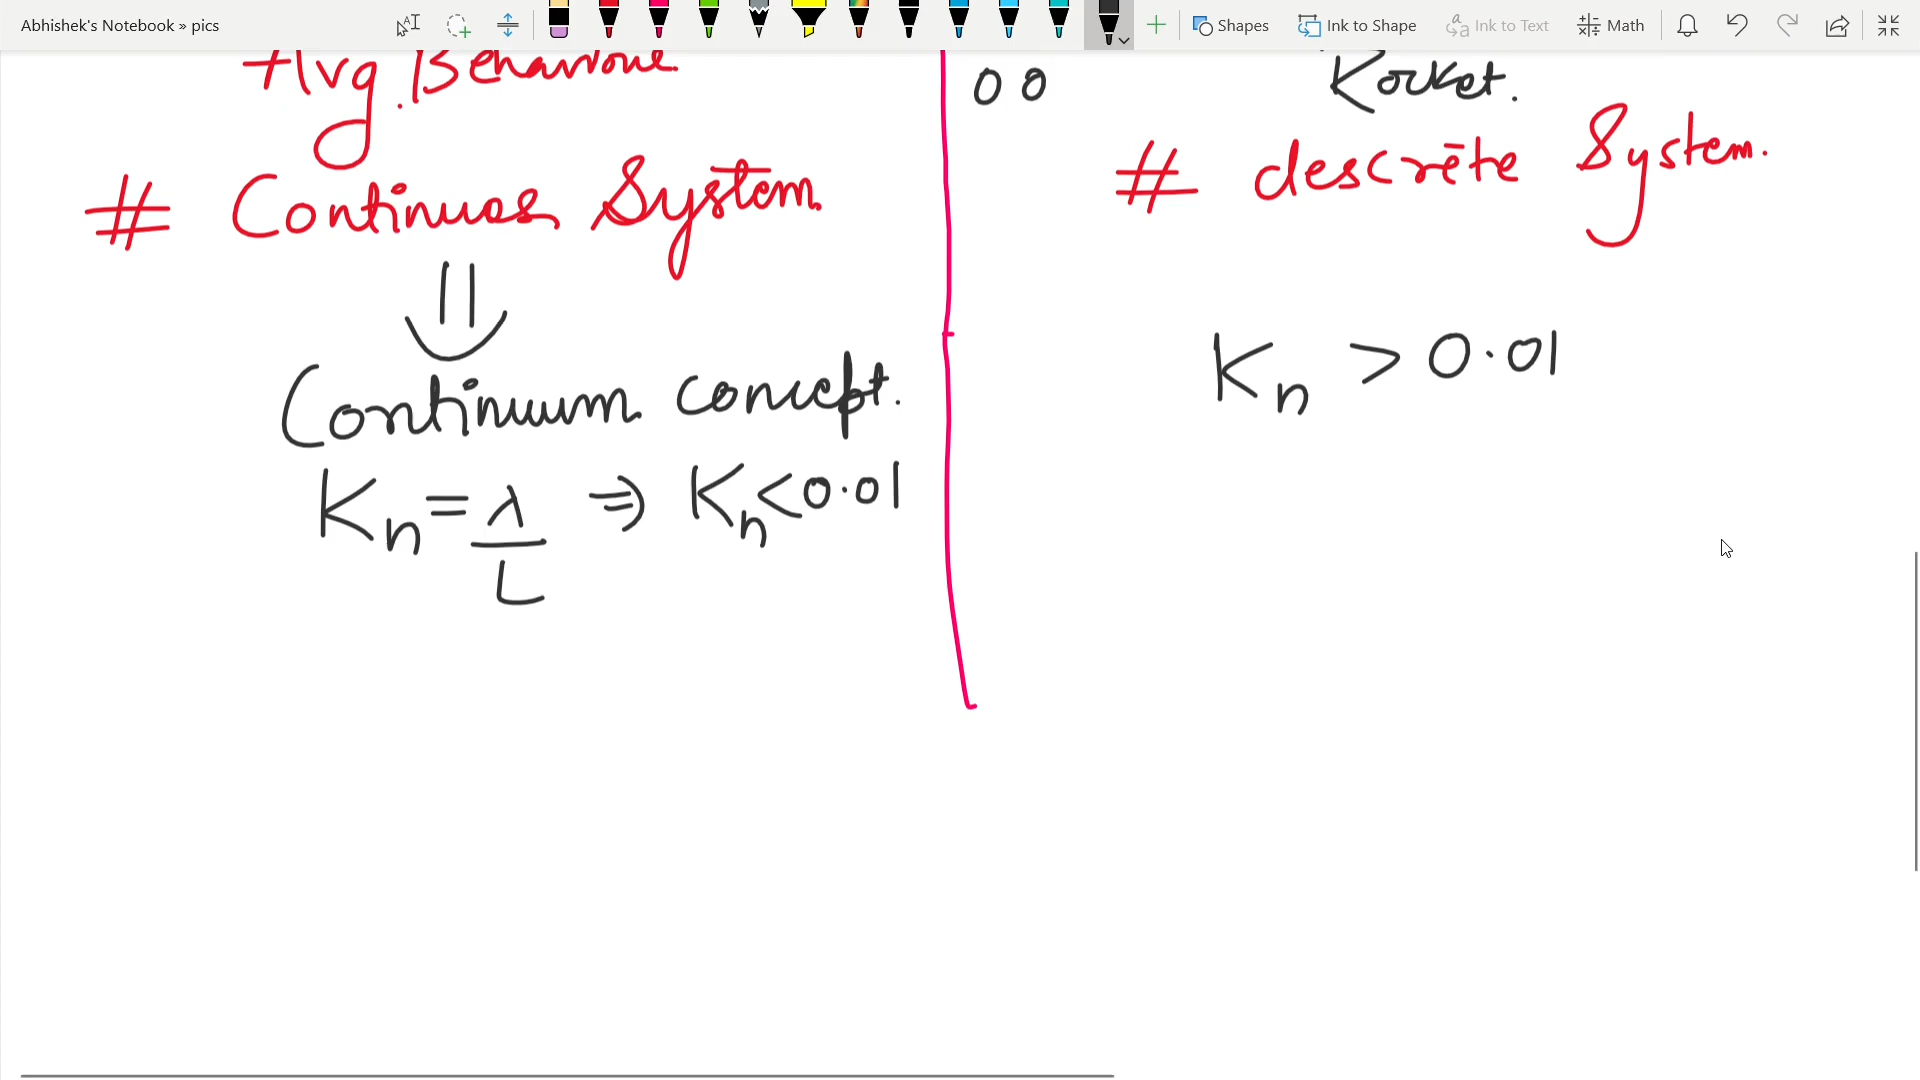 Abhishek's Notebook » pics
Shapes
Ink to Shape
Ink to Text
Math
Avg. Behaviour
# Continuos System
Continuum concept.
Kn = λ/L ⇒ Kn < 0.01
0 0
Rocket.
# descrete System.
Kn > 0.01